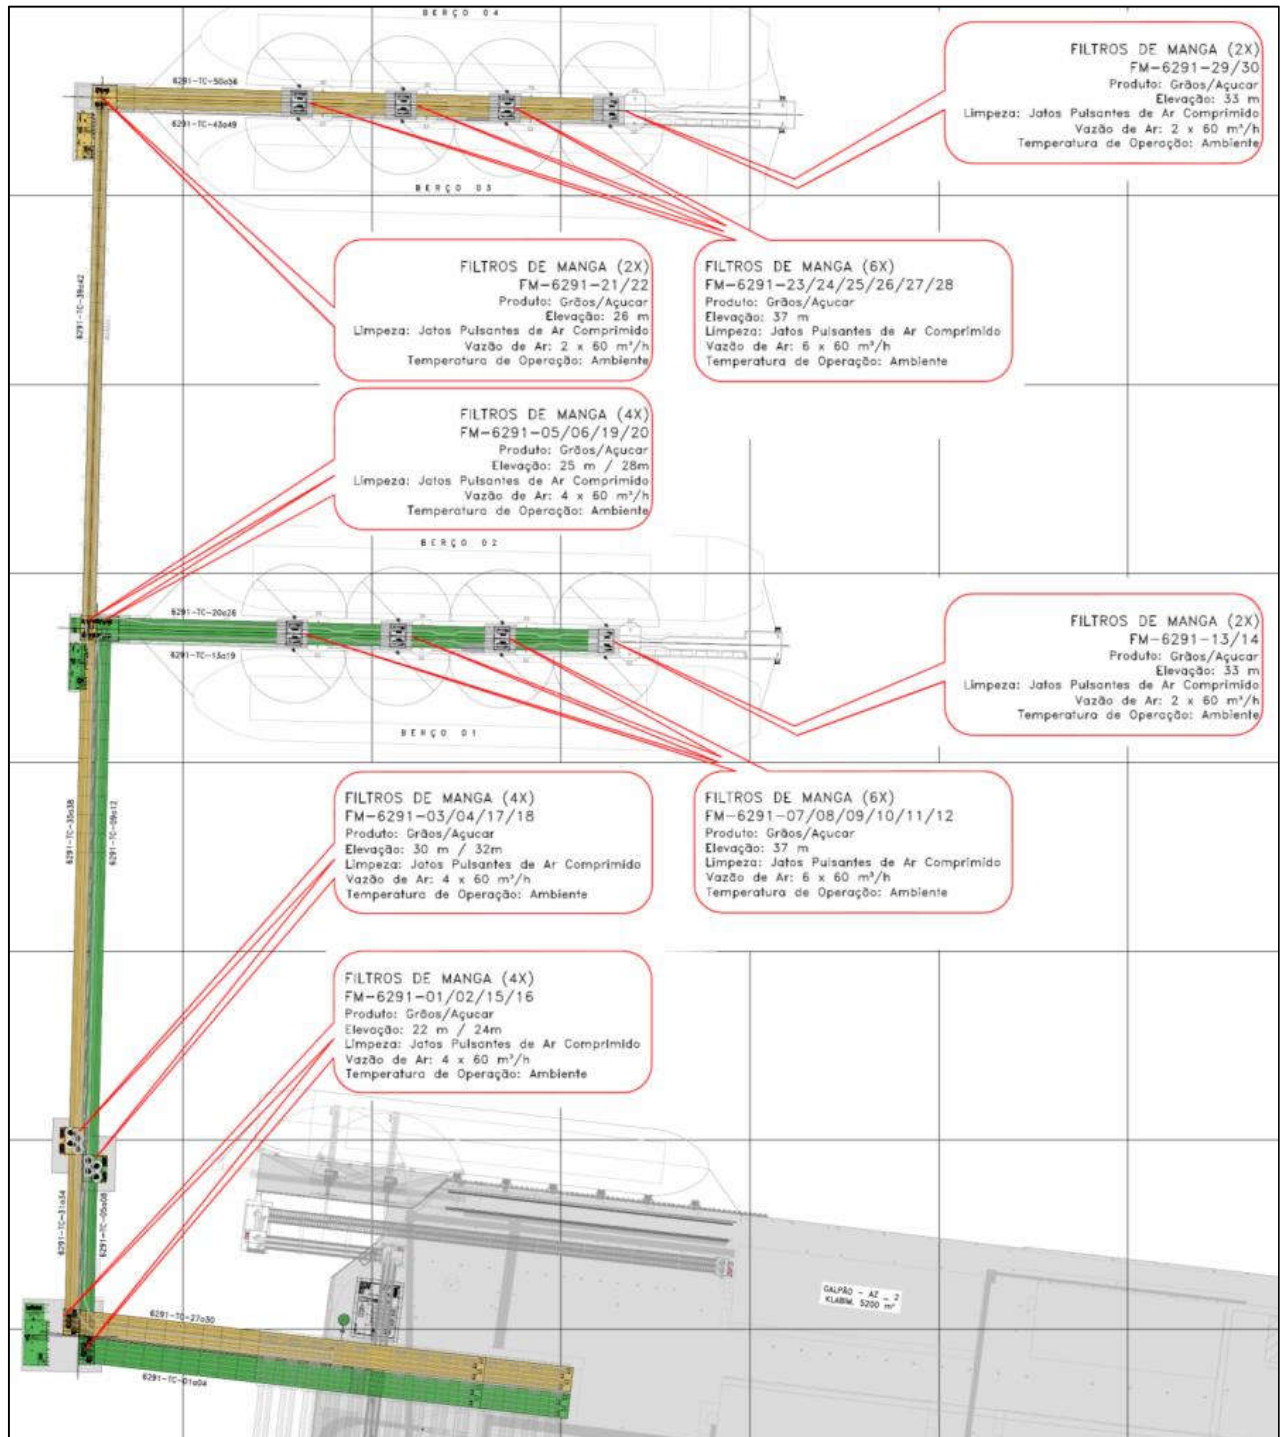 BERÇO 04
6291-TC-50a56
6291-TC-43a49
BERÇO 03
FILTROS DE MANGA (2X)
FM-6291-29/30
Produto: Grãos/Açucar
Elevação: 33 m
Limpeza: Jatos Pulsantes de Ar Comprimido
Vazão de Ar: 2 x 60 m³/h
Temperatura de Operação: Ambiente
6291-TC-39a42
FILTROS DE MANGA (2X)
FM-6291-21/22
Produto: Grãos/Açucar
Elevação: 26 m
Limpeza: Jatos Pulsantes de Ar Comprimido
Vazão de Ar: 2 x 60 m³/h
Temperatura de Operação: Ambiente
FILTROS DE MANGA (6X)
FM-6291-23/24/25/26/27/28
Produto: Grãos/Açucar
Elevação: 37 m
Limpeza: Jatos Pulsantes de Ar Comprimido
Vazão de Ar: 6 x 60 m³/h
Temperatura de Operação: Ambiente
FILTROS DE MANGA (4X)
FM-6291-05/06/19/20
Produto: Grãos/Açucar
Elevação: 25 m / 28m
Limpeza: Jatos Pulsantes de Ar Comprimido
Vazão de Ar: 4 x 60 m³/h
Temperatura de Operação: Ambiente
BERÇO 02
6291-TC-20a26
6291-TC-13a19
BERÇO 01
FILTROS DE MANGA (2X)
FM-6291-13/14
Produto: Grãos/Açucar
Elevação: 33 m
Limpeza: Jatos Pulsantes de Ar Comprimido
Vazão de Ar: 2 x 60 m³/h
Temperatura de Operação: Ambiente
6291-TC-35a38
6291-TC-09a12
FILTROS DE MANGA (4X)
FM-6291-03/04/17/18
Produto: Grãos/Açucar
Elevação: 30 m / 32m
Limpeza: Jatos Pulsantes de Ar Comprimido
Vazão de Ar: 4 x 60 m³/h
Temperatura de Operação: Ambiente
FILTROS DE MANGA (6X)
FM-6291-07/08/09/10/11/12
Produto: Grãos/Açucar
Elevação: 37 m
Limpeza: Jatos Pulsantes de Ar Comprimido
Vazão de Ar: 6 x 60 m³/h
Temperatura de Operação: Ambiente
FILTROS DE MANGA (4X)
FM-6291-01/02/15/16
Produto: Grãos/Açucar
Elevação: 22 m / 24m
Limpeza: Jatos Pulsantes de Ar Comprimido
Vazão de Ar: 4 x 60 m³/h
Temperatura de Operação: Ambiente
6291-TC-31a34
6291-TC-05a08
GALPÃO - AZ _ 2
KLABIM, 5200 m²
6291-TC-27a30
6291-TC-01a04